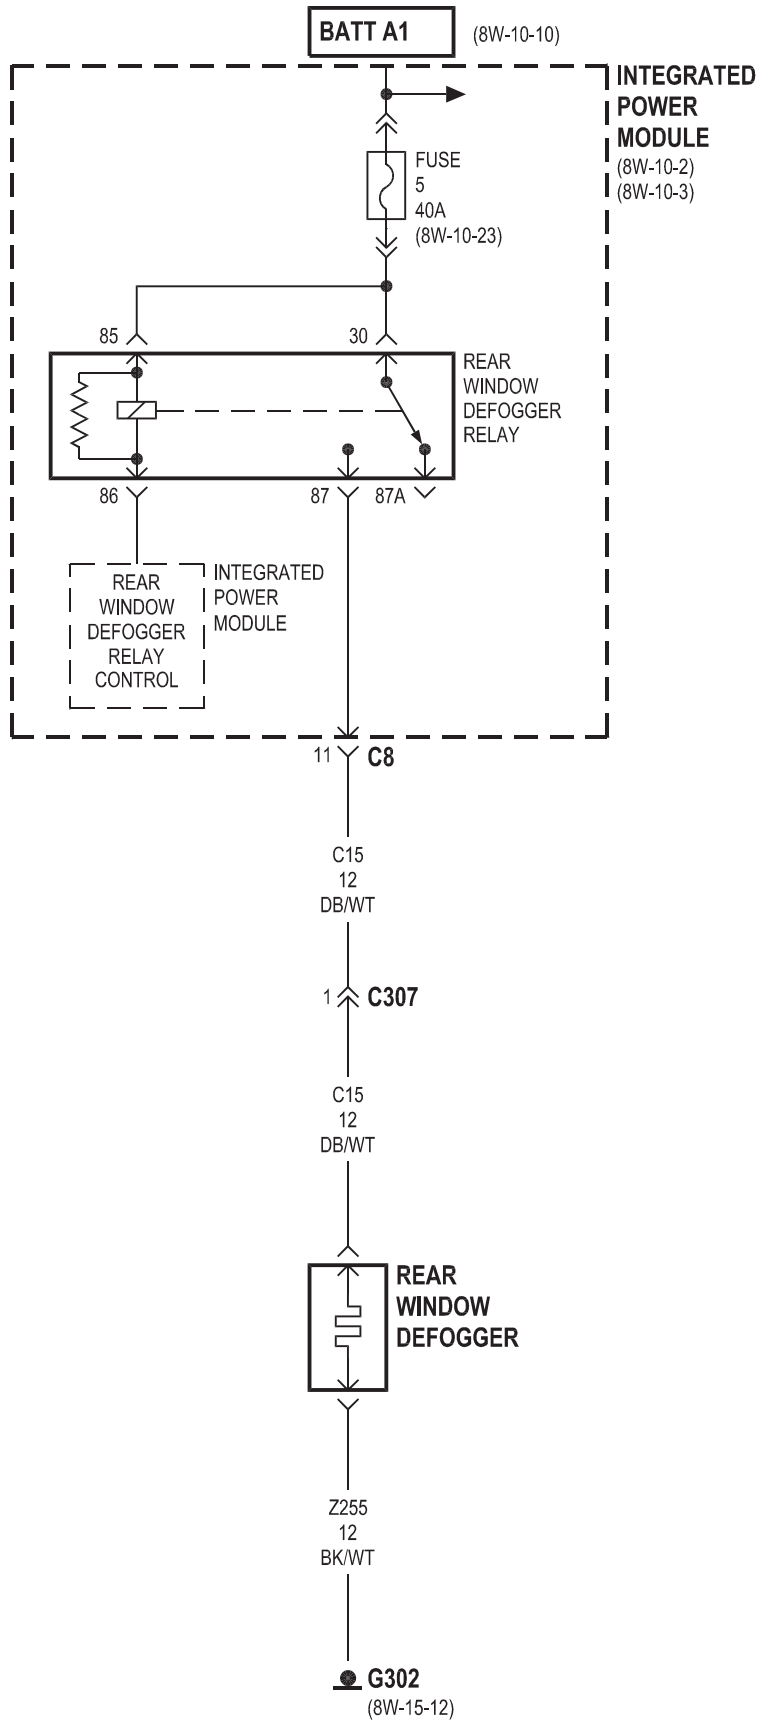 BATT A1
(8W-10-10)
INTEGRATED
POWER
MODULE
(8W-10-2)
(8W-10-3)
FUSE
5
40A
(8W-10-23)
85
30
REAR
WINDOW
DEFOGGER
RELAY
86
87
87A
REAR
WINDOW
DEFOGGER
RELAY
CONTROL
INTEGRATED
POWER
MODULE
11
C8
C15
12
DB/WT
1
C307
C15
12
DB/WT
REAR
WINDOW
DEFOGGER
Z255
12
BK/WT
G302
(8W-15-12)